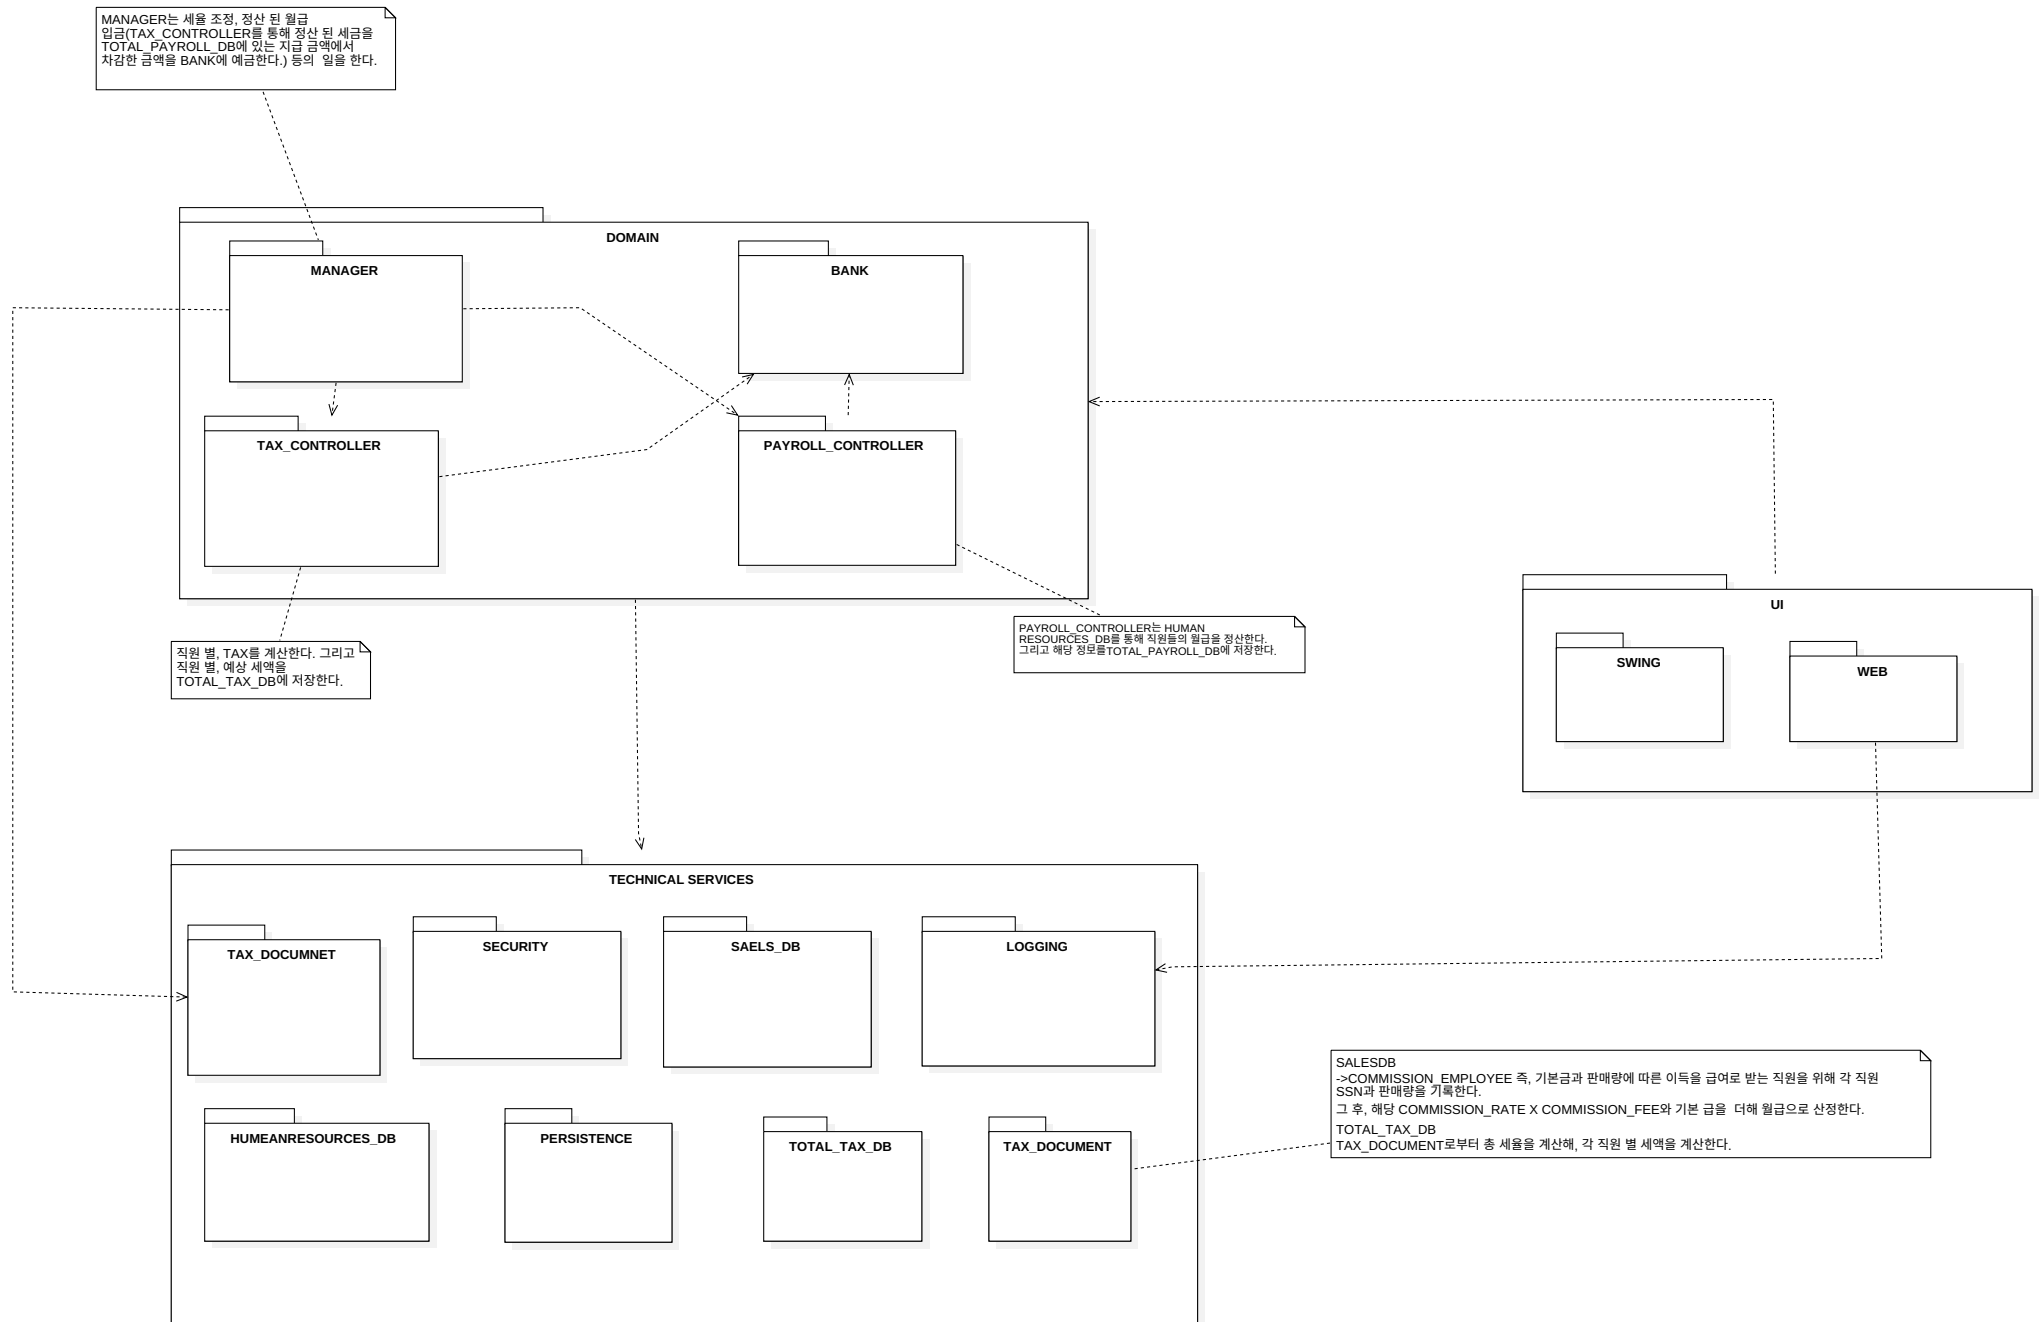 MANAGER는 세율 조정, 정산 된 월급
입금(TAX_CONTROLLER를 통해 정산 된 세금을
TOTAL_PAYROLL_DB에 있는 지급 금액에서
차감한 금액을 BANK에 예금한다.) 등의 일을 한다.
DOMAIN
MANAGER
BANK
TAX_CONTROLLER
PAYROLL_CONTROLLER
직원 별, TAX를 계산한다. 그리고
직원 별, 예상 세액을
TOTAL_TAX_DB에 저장한다.
PAYROLL_CONTROLLER는 HUMAN
RESOURCES_DB를 통해 직원들의 월급을 정산한다.
그리고 해당 정보를TOTAL_PAYROLL_DB에 저장한다.
UI
SWING
WEB
TECHNICAL SERVICES
TAX_DOCUMNET
SECURITY
SAELS_DB
LOGGING
HUMEANRESOURCES_DB
PERSISTENCE
TOTAL_TAX_DB
TAX_DOCUMENT
SALESDB
->COMMISSION_EMPLOYEE 즉, 기본금과 판매량에 따른 이득을 급여로 받는 직원을 위해 각 직원
SSN과 판매량을 기록한다.
그 후, 해당 COMMISSION_RATE X COMMISSION_FEE와 기본 급을 더해 월급으로 산정한다.
TOTAL_TAX_DB
TAX_DOCUMENT로부터 총 세율을 계산해, 각 직원 별 세액을 계산한다.